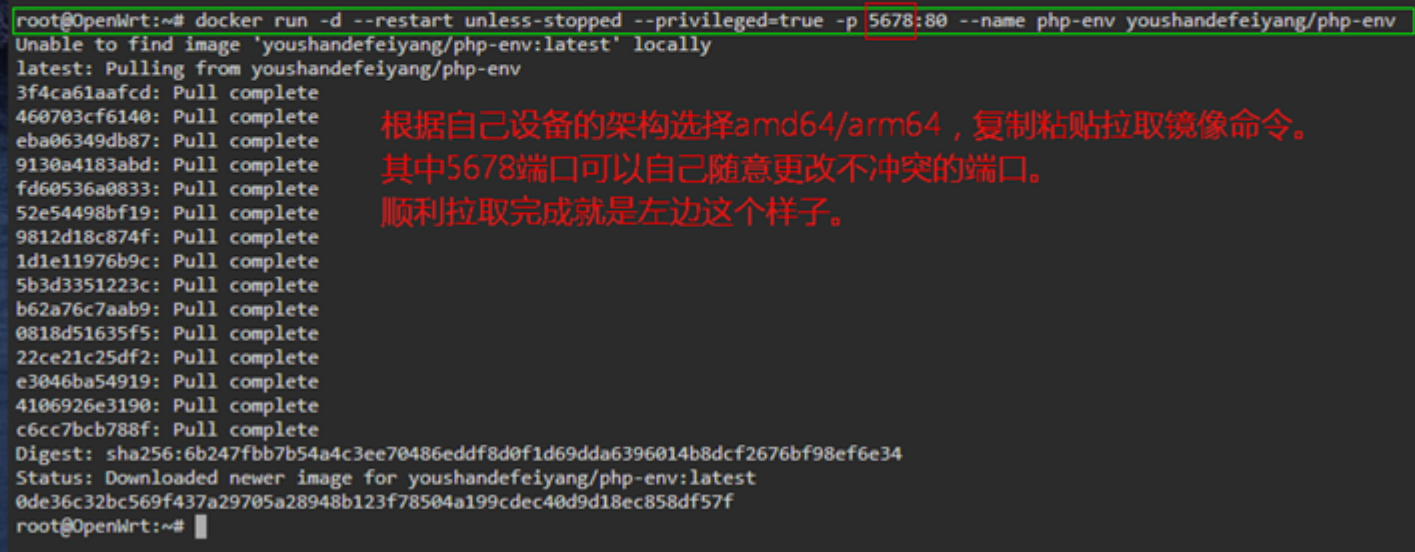 root@OpenWrt:~# docker run -d --restart unless-stopped --privileged=true -p 5678:80 --name php-env youshandefeiyang/php-env
Unable to find image 'youshandefeiyang/php-env:latest' locally
latest: Pulling from youshandefeiyang/php-env
3f4ca61aafcd: Pull complete
460703cf6140: Pull complete
eba06349db87: Pull complete
9130a4183abd: Pull complete
fd60536a0833: Pull complete
52e54498bf19: Pull complete
9812d18c874f: Pull complete
1d1e11976b9c: Pull complete
5b3d3351223c: Pull complete
b62a76c7aab9: Pull complete
0818d51635f5: Pull complete
22ce21c25df2: Pull complete
e3046ba54919: Pull complete
4106926e3190: Pull complete
c6cc7bcb788f: Pull complete
根据自己设备的架构选择amd64/arm64，复制粘贴拉取镜像命令。
其中5678端口可以自己随意更改不冲突的端口。
顺利拉取完成就是左边这个样子。
Digest: sha256:6b247fbb7b54a4c3ee70486eddf8d0f1d69dda6396014b8dcf2676bf98ef6e34
Status: Downloaded newer image for youshandefeiyang/php-env:latest
0de36c32bc569f437a29705a28948b123f78504a199cdec40d9d18ec858df57f
root@OpenWrt:~#